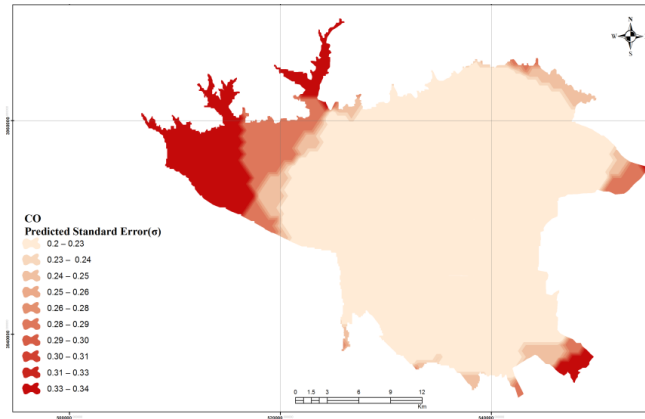 N
W E
S
CO
Predicted Standard Error(σ)
0.2 – 0.23
0.23 – 0.24
0.24 – 0.25
0.25 – 0.26
0.26 – 0.28
0.28 – 0.29
0.29 – 0.30
0.30 – 0.31
0.31 – 0.33
0.33 – 0.34
0 1.5 3 6 9 12
Km